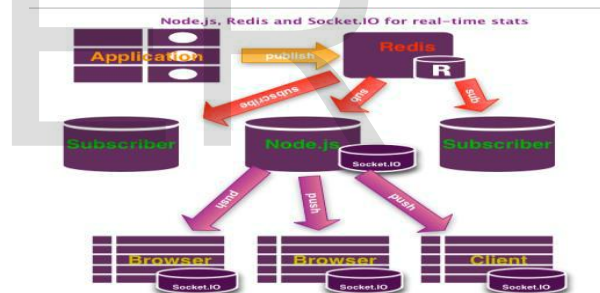 Node.js, Redis and Socket.IO for real-time stats
Application
publish
Redis
R
subscribe
sub
sub
Subscriber
Node.js
Socket.IO
Subscriber
push
push
push
Browser
Socket.IO
Browser
Socket.IO
Client
Socket.IO